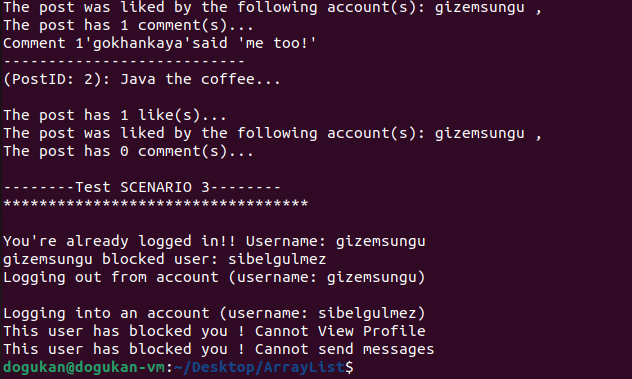 The post was liked by the following account(s): gizemsungu ,
The post has 1 comment(s)...
Comment 1'gokhankaya'said 'me too!'
---------------------------
(PostID: 2): Java the coffee...
The post has 1 like(s)...
The post was liked by the following account(s): gizemsungu ,
The post has 0 comment(s)...
--------Test SCENARIO 3--------
**********************************
You're already logged in!! Username: gizemsungu
gizemsungu blocked user: sibelgulmez
Logging out from account (username: gizemsungu)
Logging into an account (username: sibelgulmez)
This user has blocked you ! Cannot View Profile
This user has blocked you ! Cannot send messages
dogukan@dogukan-vm:~/Desktop/ArrayList$